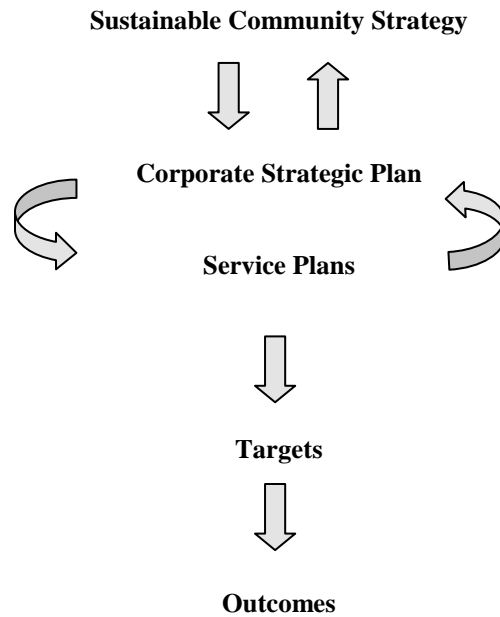 Sustainable Community Strategy
Corporate Strategic Plan
Service Plans
Targets
Outcomes